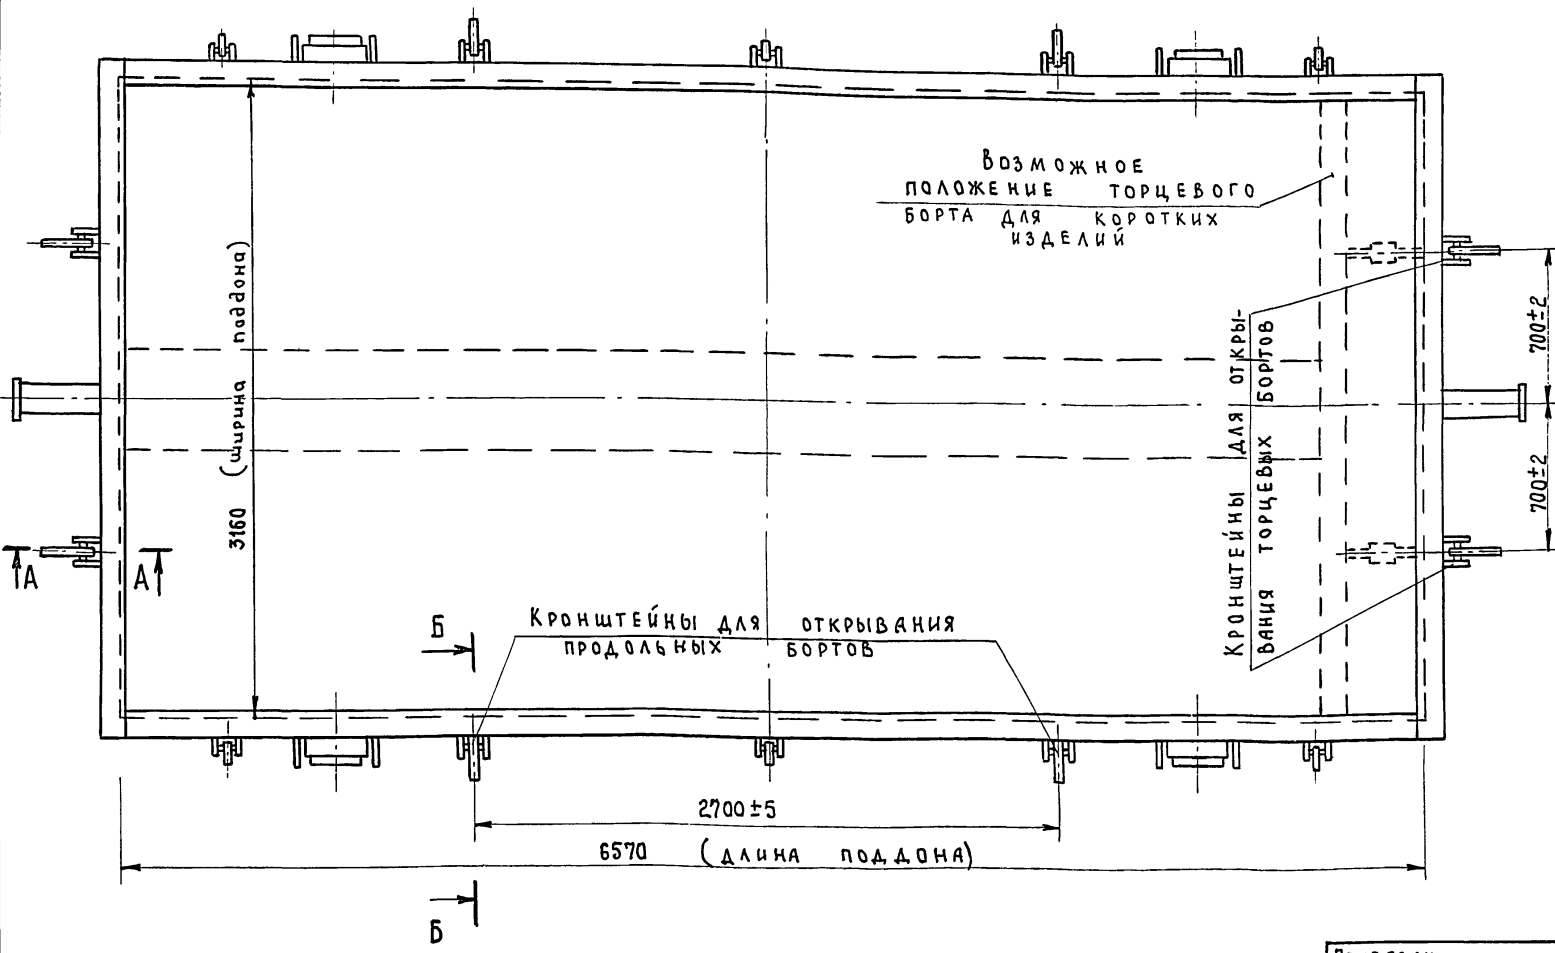 Возможное
положение торцевого
борта для коротких
изделий
3160 (ширина поддона)
Кронштейны для откры-
вания торцевых бортов
700±2
700±2
А
А
Б
Кронштейны для открывания
продольных бортов
2700±5
6570 (длина поддона)
Б